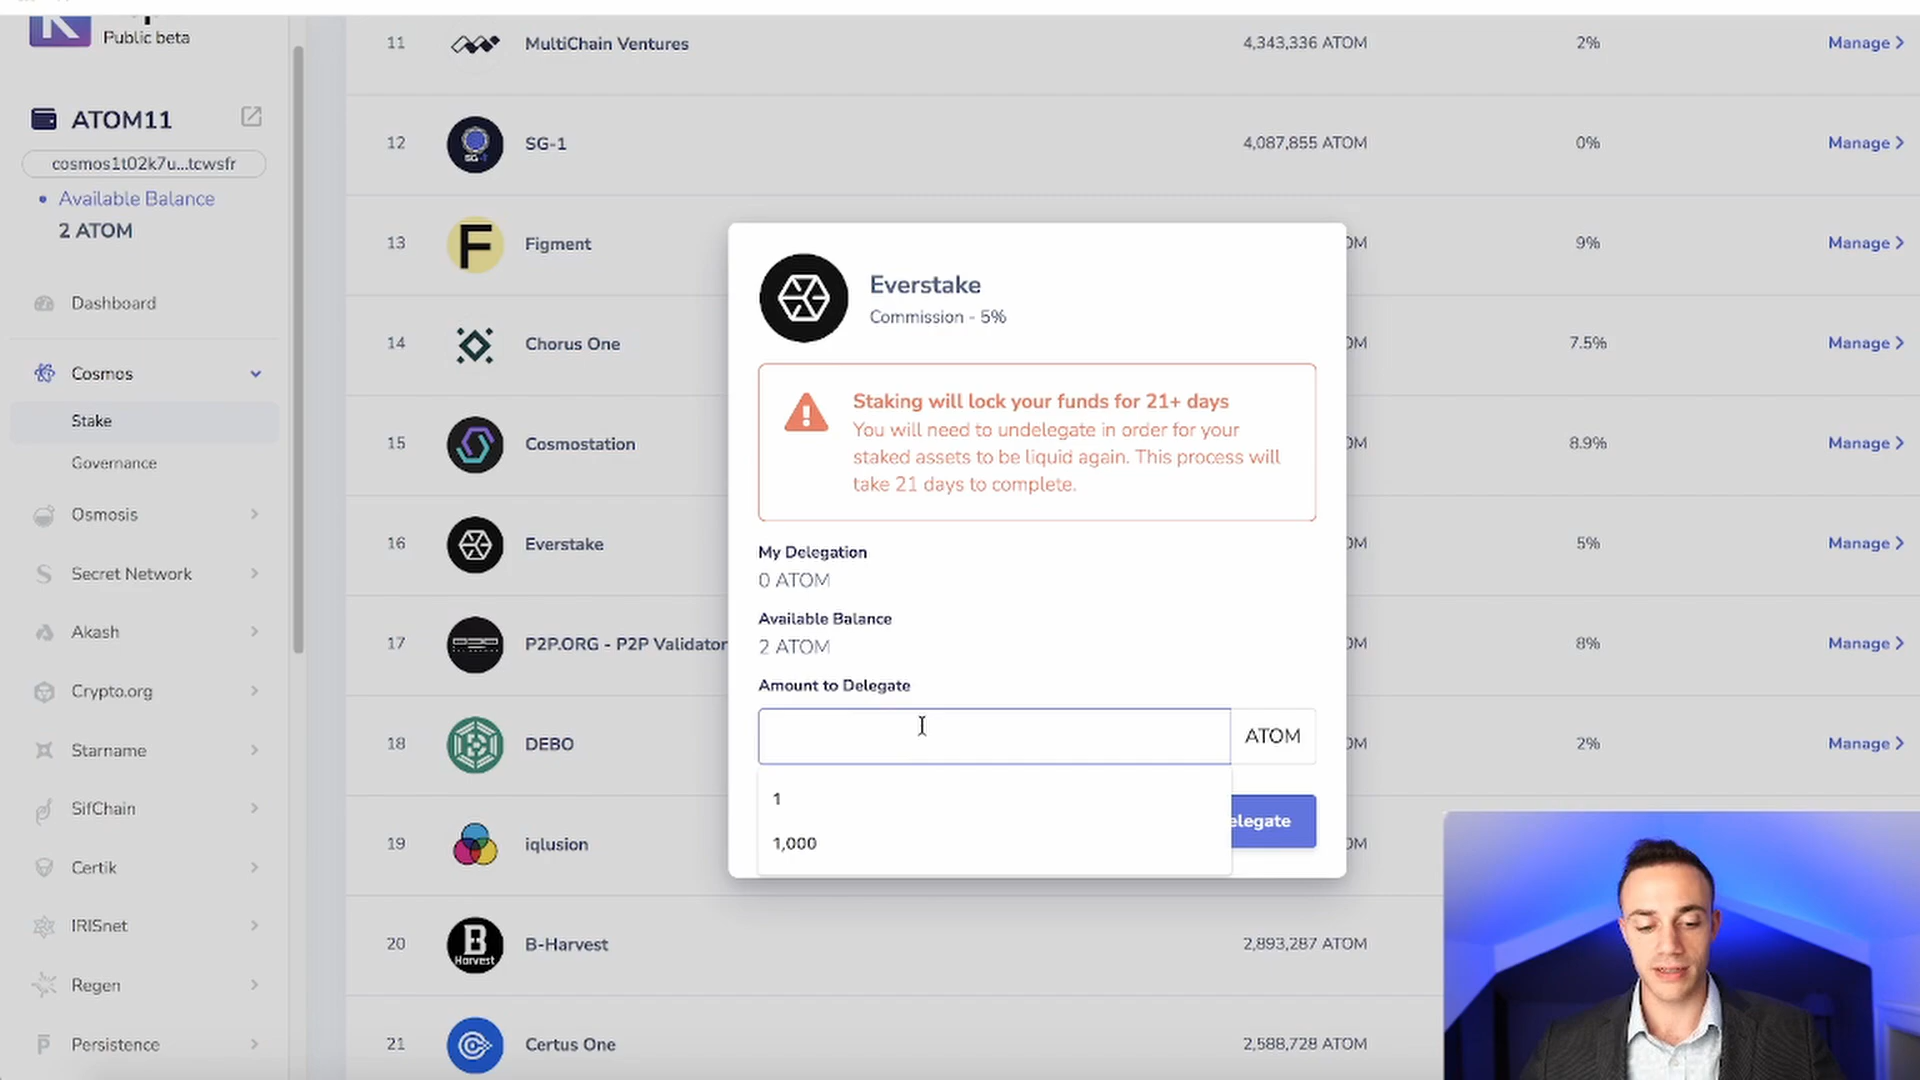 Public beta
ATOM11
cosmos1t02k7u...tcwsfr
Available Balance
2 ATOM
Dashboard
Cosmos
Stake
Governance
Osmosis
Secret Network
Akash
Crypto.org
Starname
SifChain
Certik
IRISnet
Regen
Persistence
11 MultiChain Ventures 4,343,336 ATOM 2% Manage
12 SG-1 4,087,855 ATOM 0% Manage
13 Figment 9% Manage
14 Chorus One 7.5% Manage
15 Cosmostation 8.9% Manage
16 Everstake 5% Manage
17 P2P.ORG - P2P Validator 8% Manage
18 DEBO 2% Manage
19 iqlusion
20 B-Harvest 2,893,287 ATOM
21 Certus One 2,588,728 ATOM
SG-1
F
B
Harvest
Everstake
Commission - 5%
Staking will lock your funds for 21+ days
You will need to undelegate in order for your
staked assets to be liquid again. This process will
take 21 days to complete.
My Delegation
0 ATOM
Available Balance
2 ATOM
Amount to Delegate
ATOM
1
1,000
elegate